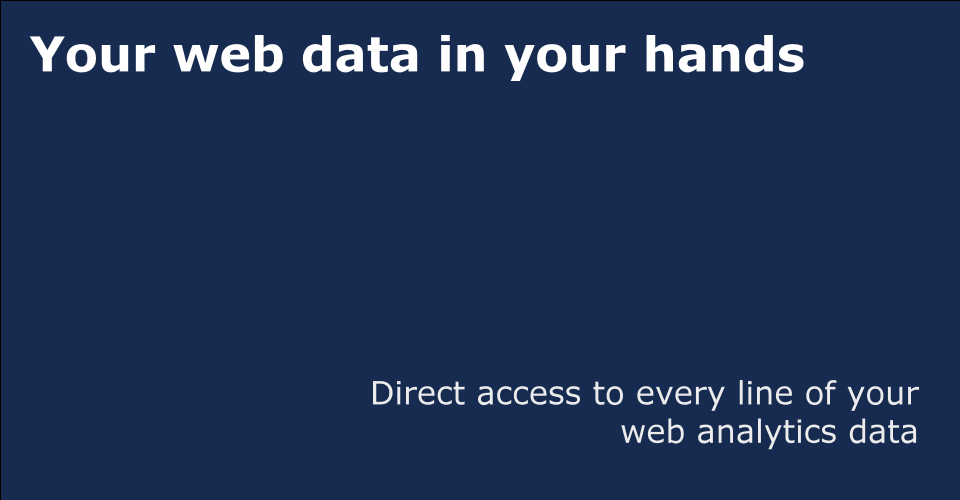 Your web data in your hands
Direct access to every line of your
web analytics data